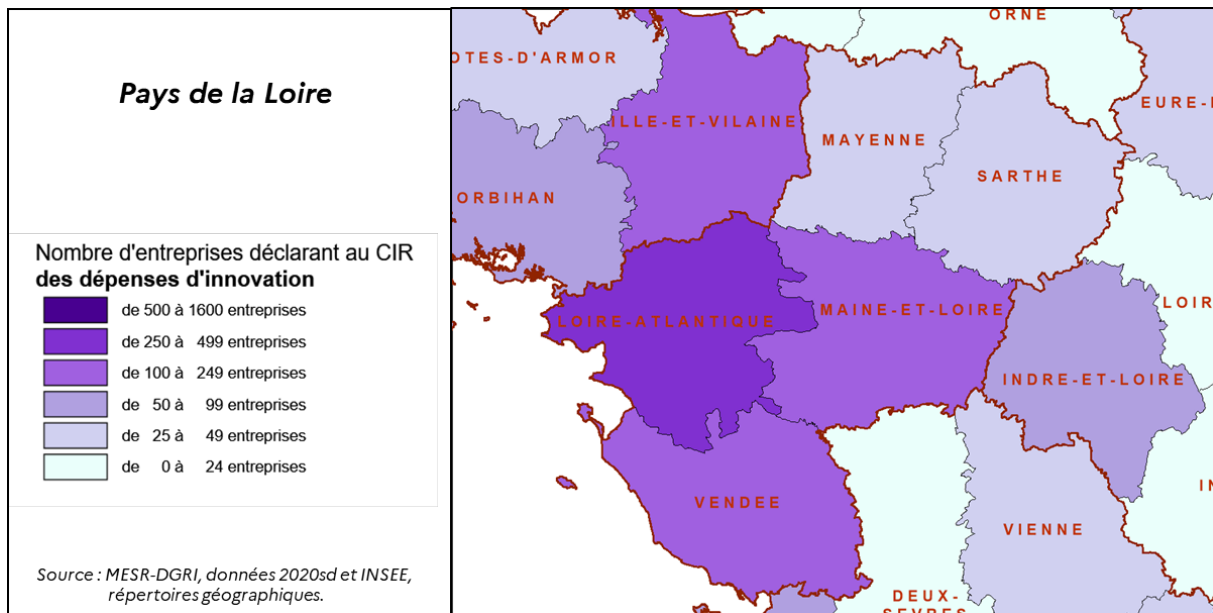 Pays de la Loire
Nombre d'entreprises déclarant au CIR
des dépenses d'innovation
de 500 à 1600 entreprises
de 250 à 499 entreprises
de 100 à 249 entreprises
de 50 à 99 entreprises
de 25 à 49 entreprises
de 0 à 24 entreprises
Source : MESR-DGRI, données 2020sd et INSEE,
répertoires géographiques.
ORNE
OTES-D'ARMOR
EURE-
ILLE-ET-VILAINE
MAYENNE
SARTHE
ORBIHAN
LOIR
MAINE-ET-LOIRE
LOIRE-ATLANTIQUE
INDRE-ET-LOIRE
IN
VENDEE
VIENNE
DEUX-
SEVRES